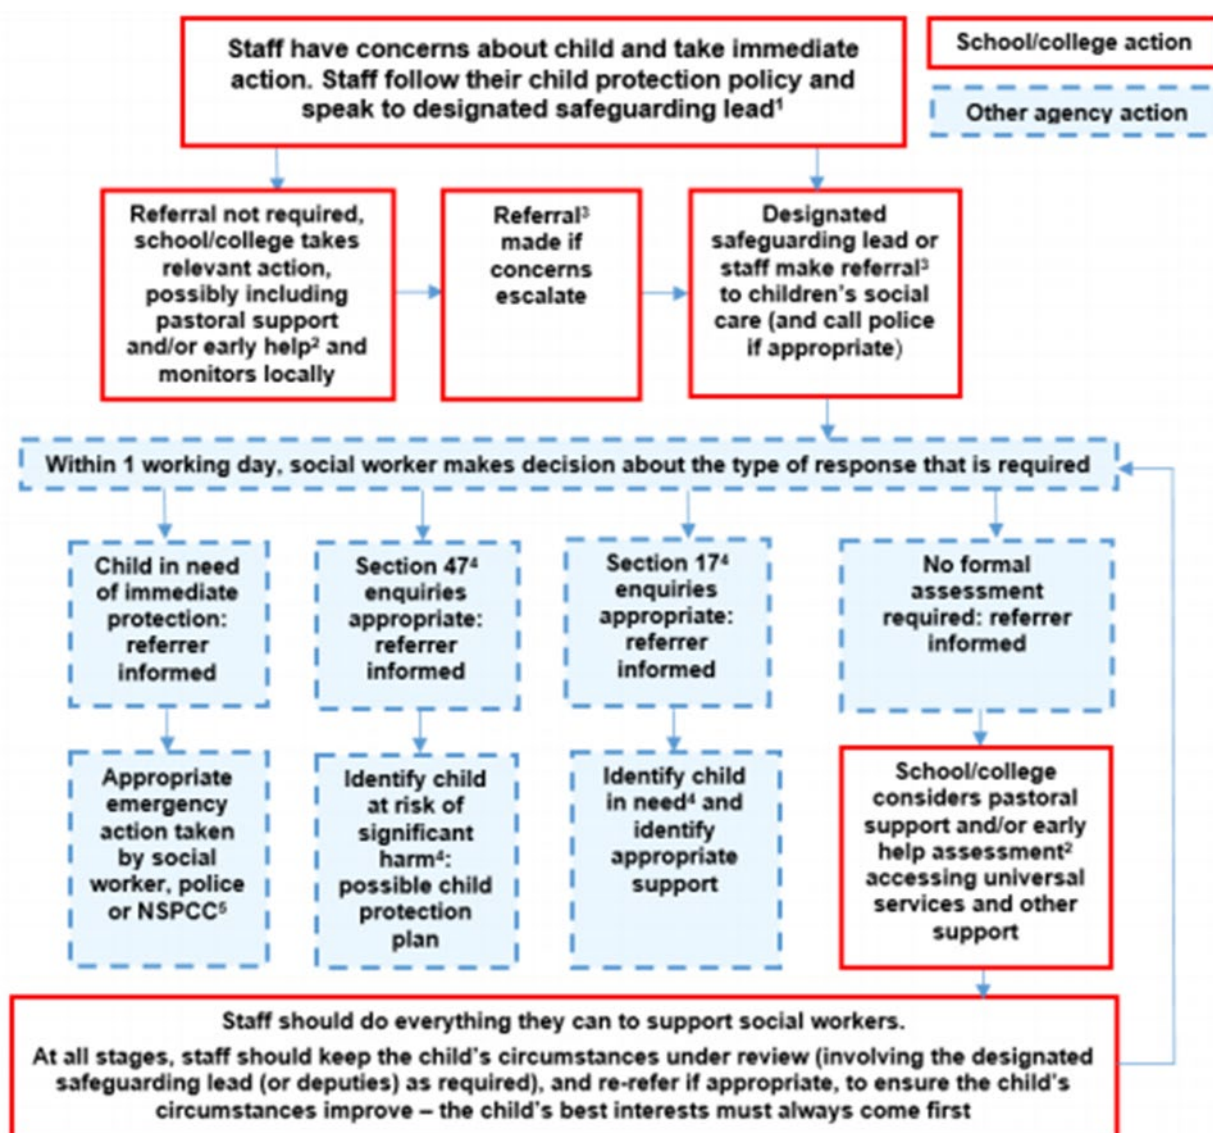 Staff have concerns about child and take immediate
action. Staff follow their child protection policy and
speak to designated safeguarding lead¹
School/college action
Other agency action
Referral not required,
school/college takes
relevant action,
possibly including
pastoral support
and/or early help² and
monitors locally
Referral³
made if
concerns
escalate
Designated
safeguarding lead or
staff make referral³
to children's social
care (and call police
if appropriate)
Within 1 working day, social worker makes decision about the type of response that is required
Child in need
of immediate
protection:
referrer
informed
Section 47⁴
enquiries
appropriate:
referrer
informed
Section 17⁴
enquiries
appropriate:
referrer
informed
No formal
assessment
required: referrer
informed
Appropriate
emergency
action taken
by social
worker, police
or NSPCC⁵
Identify child
at risk of
significant
harm⁴:
possible child
protection
plan
Identify child
in need⁴ and
identify
appropriate
support
School/college
considers pastoral
support and/or early
help assessment²
accessing universal
services and other
support
Staff should do everything they can to support social workers.
At all stages, staff should keep the child's circumstances under review (involving the designated
safeguarding lead (or deputies) as required), and re-refer if appropriate, to ensure the child's
circumstances improve – the child's best interests must always come first